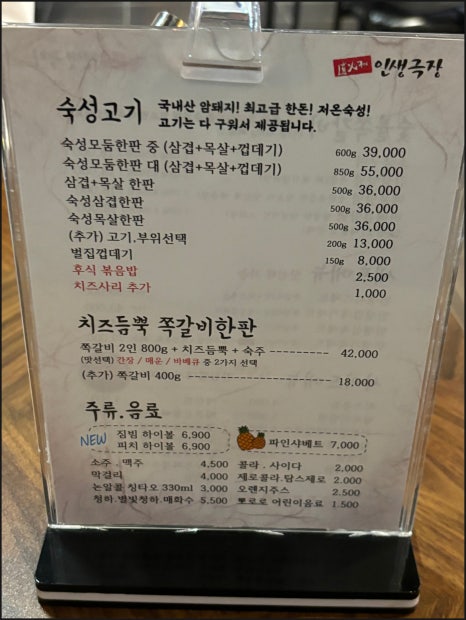 直火구이 인생극장
숙성고기 국내산 암돼지! 최고급 한돈! 저온숙성!
고기는 다 구워서 제공됩니다.
숙성모둠한판 중 (삼겹+목살+껍데기) 600g 39,000
숙성모둠한판 대 (삼겹+목살+껍데기) 850g 55,000
삼겹+목살 한판 500g 36,000
숙성삼겹한판 500g 36,000
숙성목살한판 500g 36,000
(추가) 고기.부위선택 200g 13,000
벌집껍데기 150g 8,000
후식 볶음밥 2,500
치즈사리 추가 1,000
치즈듬뿍 쪽갈비한판
쪽갈비 2인 800g + 치즈듬뿍 + 숙주 ------------ 42,000
(맛선택) 간장 / 매운 / 바베큐 중 2가지 선택
(추가) 쪽갈비 400g ------------------------- 18,000
주류.음료
NEW 짐빔 하이볼 6,900
피치 하이볼 6,900
파인샤베트 7,000
소주 . 맥주 4,500 콜라 . 사이다 2,000
막걸리 4,000 제로콜라.탐스제로 2,000
논알콜 칭타오 330ml 3,000 오렌지주스 2,500
청하.별빛청하.매화수 5,500 뽀로로 어린이음료 1,500